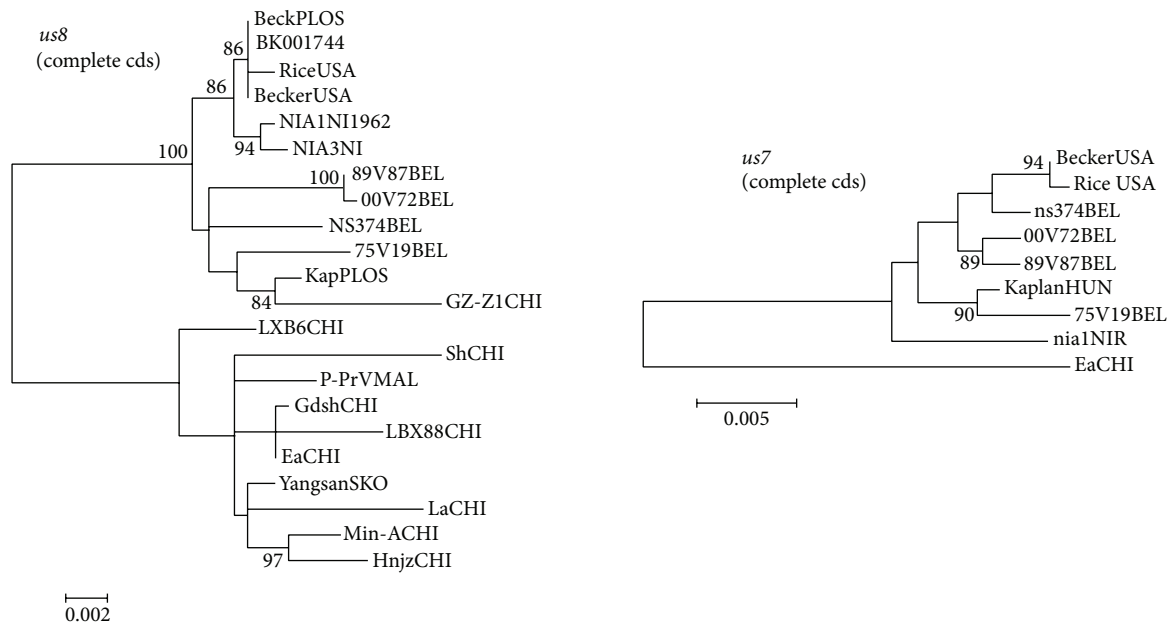 us8
(complete cds)
BeckPLOS
86
BK001744
RiceUSA
86
BeckerUSA
NIA1NI1962
94
NIA3NI
100
89V87BEL
100
00V72BEL
NS374BEL
75V19BEL
KapPLOS
84
GZ-Z1CHI
LXB6CHI
ShCHI
P-PrVMAL
GdshCHI
LBX88CHI
EaCHI
YangsanSKO
LaCHI
Min-ACHI
97
HnjzCHI
0.002
us7
(complete cds)
94
BeckerUSA
Rice USA
ns374BEL
00V72BEL
89
89V87BEL
KaplanHUN
90
75V19BEL
nia1NIR
EaCHI
0.005